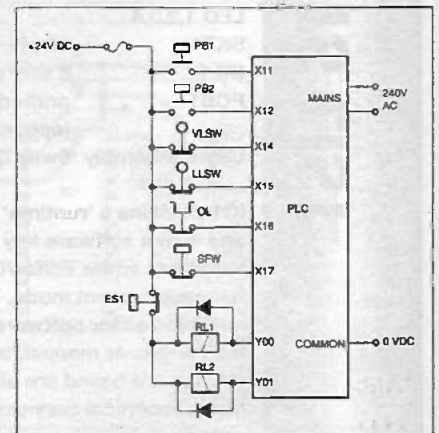 +24V DC
PB1
X11
PB2
X12
MAINS
240V
AC
VLSW
X14
LLSW
X15
PLC
OL
X16
SFW
X17
ES1
RL1
Y00
COMMON
0 VDC
RL2
Y01